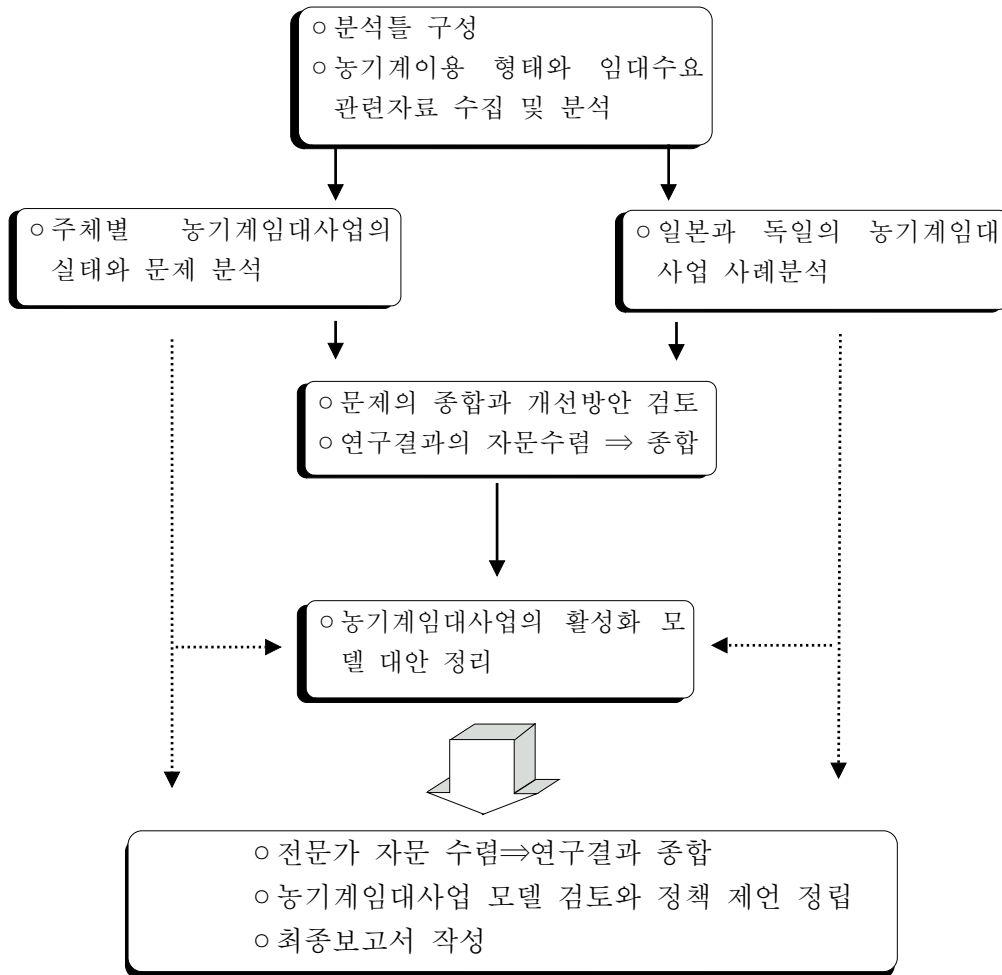 ○ 분석틀 구성
○ 농기계이용 형태와 임대수요
관련자료 수집 및 분석
○ 주체별 농기계임대사업의
실태와 문제 분석
○ 일본과 독일의 농기계임대
사업 사례분석
○ 문제의 종합과 개선방안 검토
○ 연구결과의 자문수렴 ⇒ 종합
○ 농기계임대사업의 활성화 모
델 대안 정리
○ 전문가 자문 수렴⇒연구결과 종합
○ 농기계임대사업 모델 검토와 정책 제언 정립
○ 최종보고서 작성